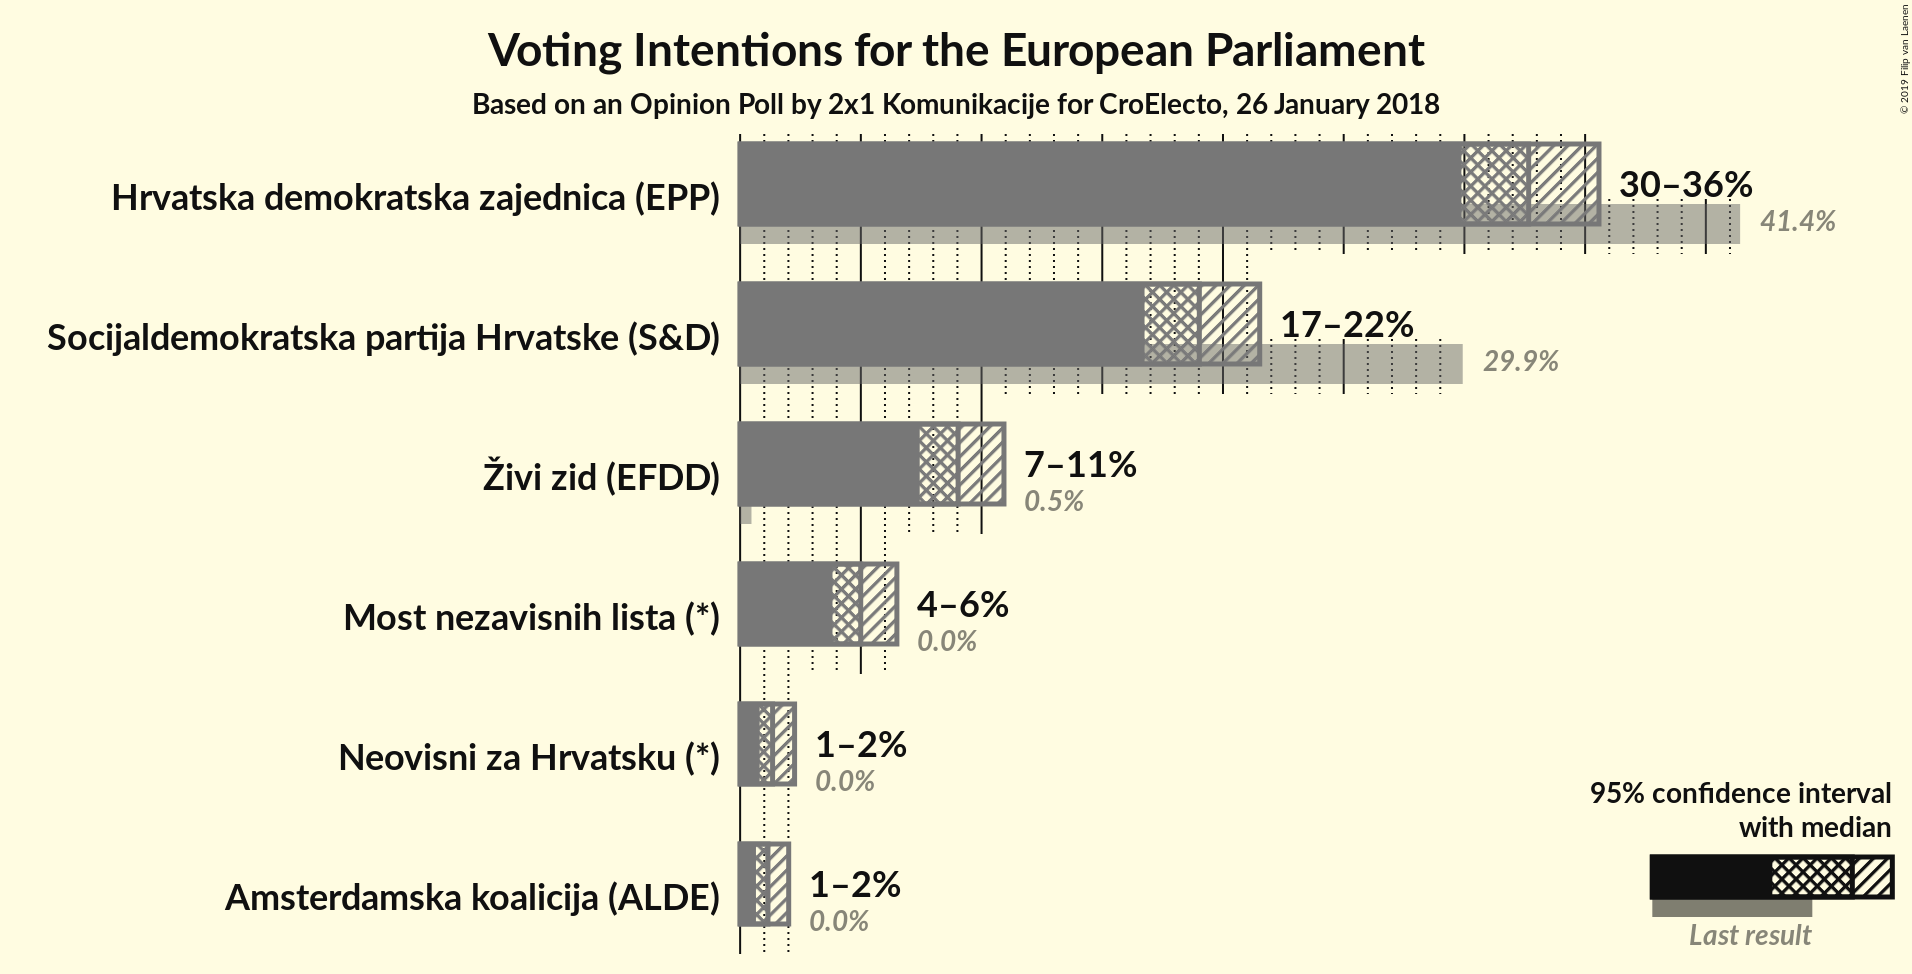 Voting Intentions for the European Parliament
Based on an Opinion Poll by 2x1 Komunikacije for CroElecto, 26 January 2018
© 2019 Filip van Laenen
Hrvatska demokratska zajednica (EPP)
30–36%
41.4%
Socijaldemokratska partija Hrvatske (S&D)
17–22%
29.9%
Živi zid (EFDD)
7–11%
0.5%
Most nezavisnih lista (*)
4–6%
0.0%
Neovisni za Hrvatsku (*)
1–2%
0.0%
Amsterdamska koalicija (ALDE)
1–2%
0.0%
95% confidence interval
with median
Last result